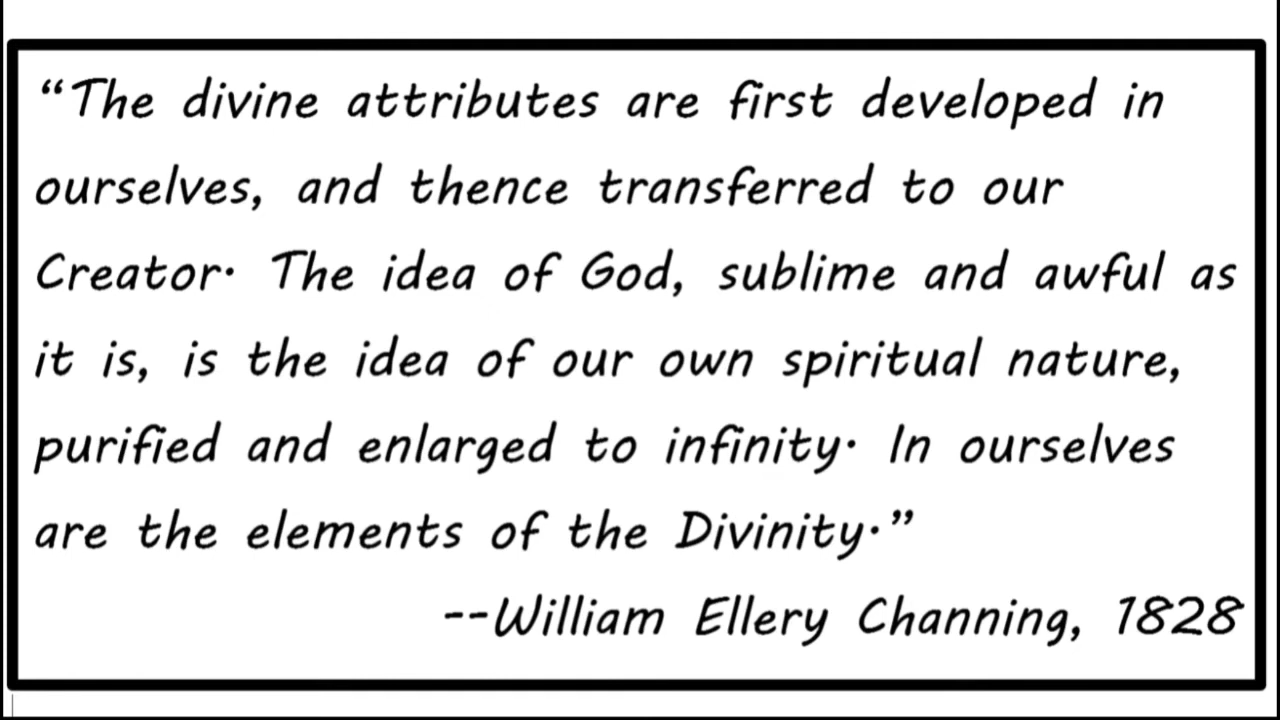 “The divine attributes are first developed in
ourselves, and thence transferred to our
Creator. The idea of God, sublime and awful as
it is, is the idea of our own spiritual nature,
purified and enlarged to infinity. In ourselves
are the elements of the Divinity.”
--William Ellery Channing, 1828